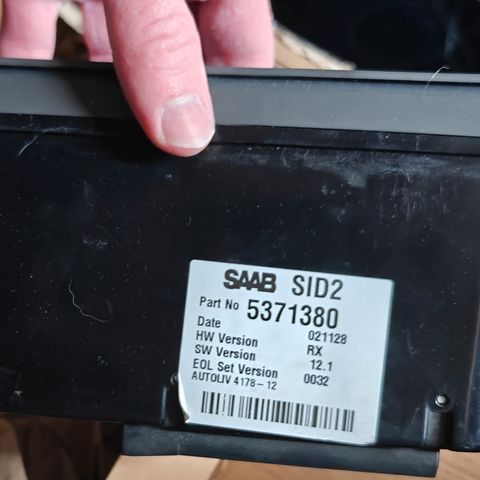 SAAB SID2
Part No 5371380
Date 021128
HW Version RX
SW Version 12.1
EOL Set Version 0032
AUTOLIV 4178-12